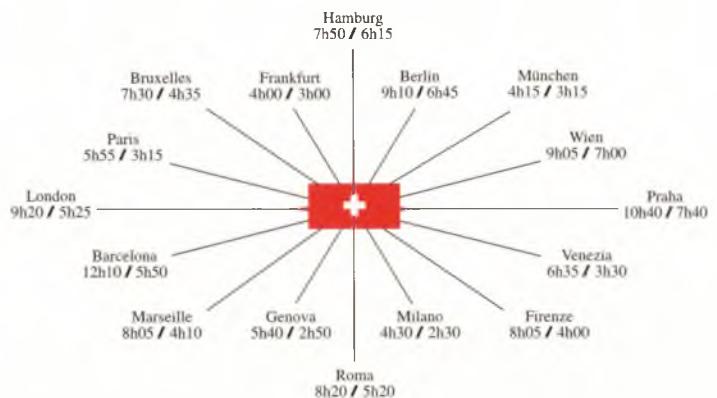 Hamburg
7h50 / 6h15
Bruxelles
7h30 / 4h35
Frankfurt
4h00 / 3h00
Berlin
9h10 / 6h45
München
4h15 / 3h15
Paris
5h55 / 3h15
Wien
9h05 / 7h00
London
9h20 / 5h25
Praha
10h40 / 7h40
Barcelona
12h10 / 5h50
Venezia
6h35 / 3h30
Marseille
8h05 / 4h10
Genova
5h40 / 2h50
Milano
4h30 / 2h30
Firenze
8h05 / 4h00
Roma
8h20 / 5h20